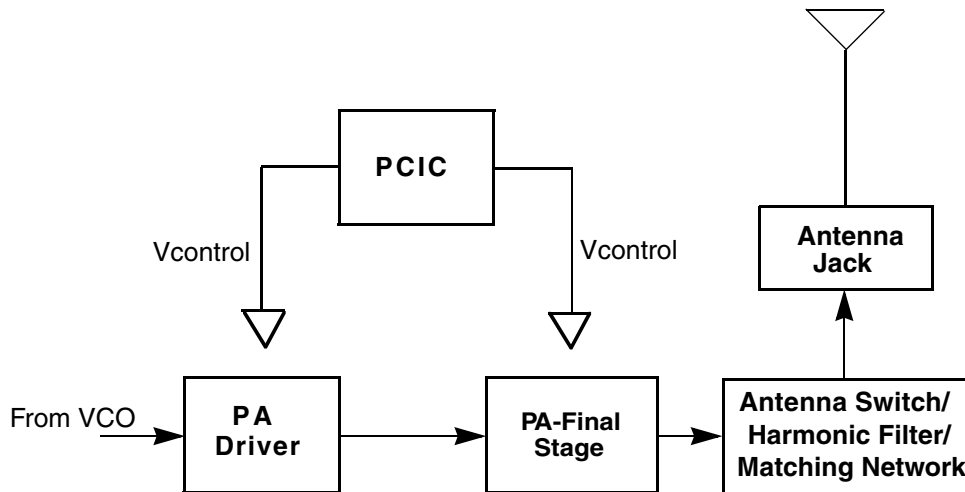 PCIC
Vcontrol
Vcontrol
Antenna
Jack
From VCO
PA
Driver
PA-Final
Stage
Antenna Switch/
Harmonic Filter/
Matching Network